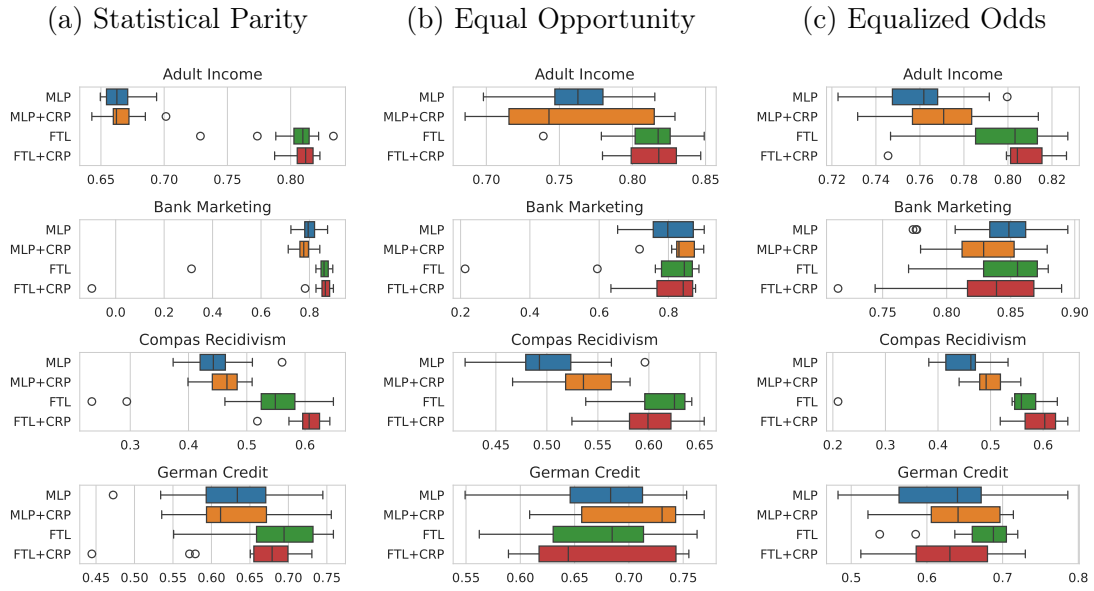 (a) Statistical Parity (b) Equal Opportunity (c) Equalized Odds
Adult Income Adult Income Adult Income
MLP MLP MLP
MLP+CRP MLP+CRP MLP+CRP
FTL FTL FTL
FTL+CRP FTL+CRP FTL+CRP
0.65 0.70 0.75 0.80 0.70 0.75 0.80 0.85 0.72 0.74 0.76 0.78 0.80 0.82
Bank Marketing Bank Marketing Bank Marketing
MLP MLP MLP
MLP+CRP MLP+CRP MLP+CRP
FTL FTL FTL
FTL+CRP FTL+CRP FTL+CRP
0.0 0.2 0.4 0.6 0.8 0.2 0.4 0.6 0.8 0.75 0.80 0.85 0.90
Compas Recidivism Compas Recidivism Compas Recidivism
MLP MLP MLP
MLP+CRP MLP+CRP MLP+CRP
FTL FTL FTL
FTL+CRP FTL+CRP FTL+CRP
0.3 0.4 0.5 0.6 0.45 0.50 0.55 0.60 0.65 0.2 0.3 0.4 0.5 0.6
German Credit German Credit German Credit
MLP MLP MLP
MLP+CRP MLP+CRP MLP+CRP
FTL FTL FTL
FTL+CRP FTL+CRP FTL+CRP
0.45 0.50 0.55 0.60 0.65 0.70 0.75 0.55 0.60 0.65 0.70 0.75 0.5 0.6 0.7 0.8